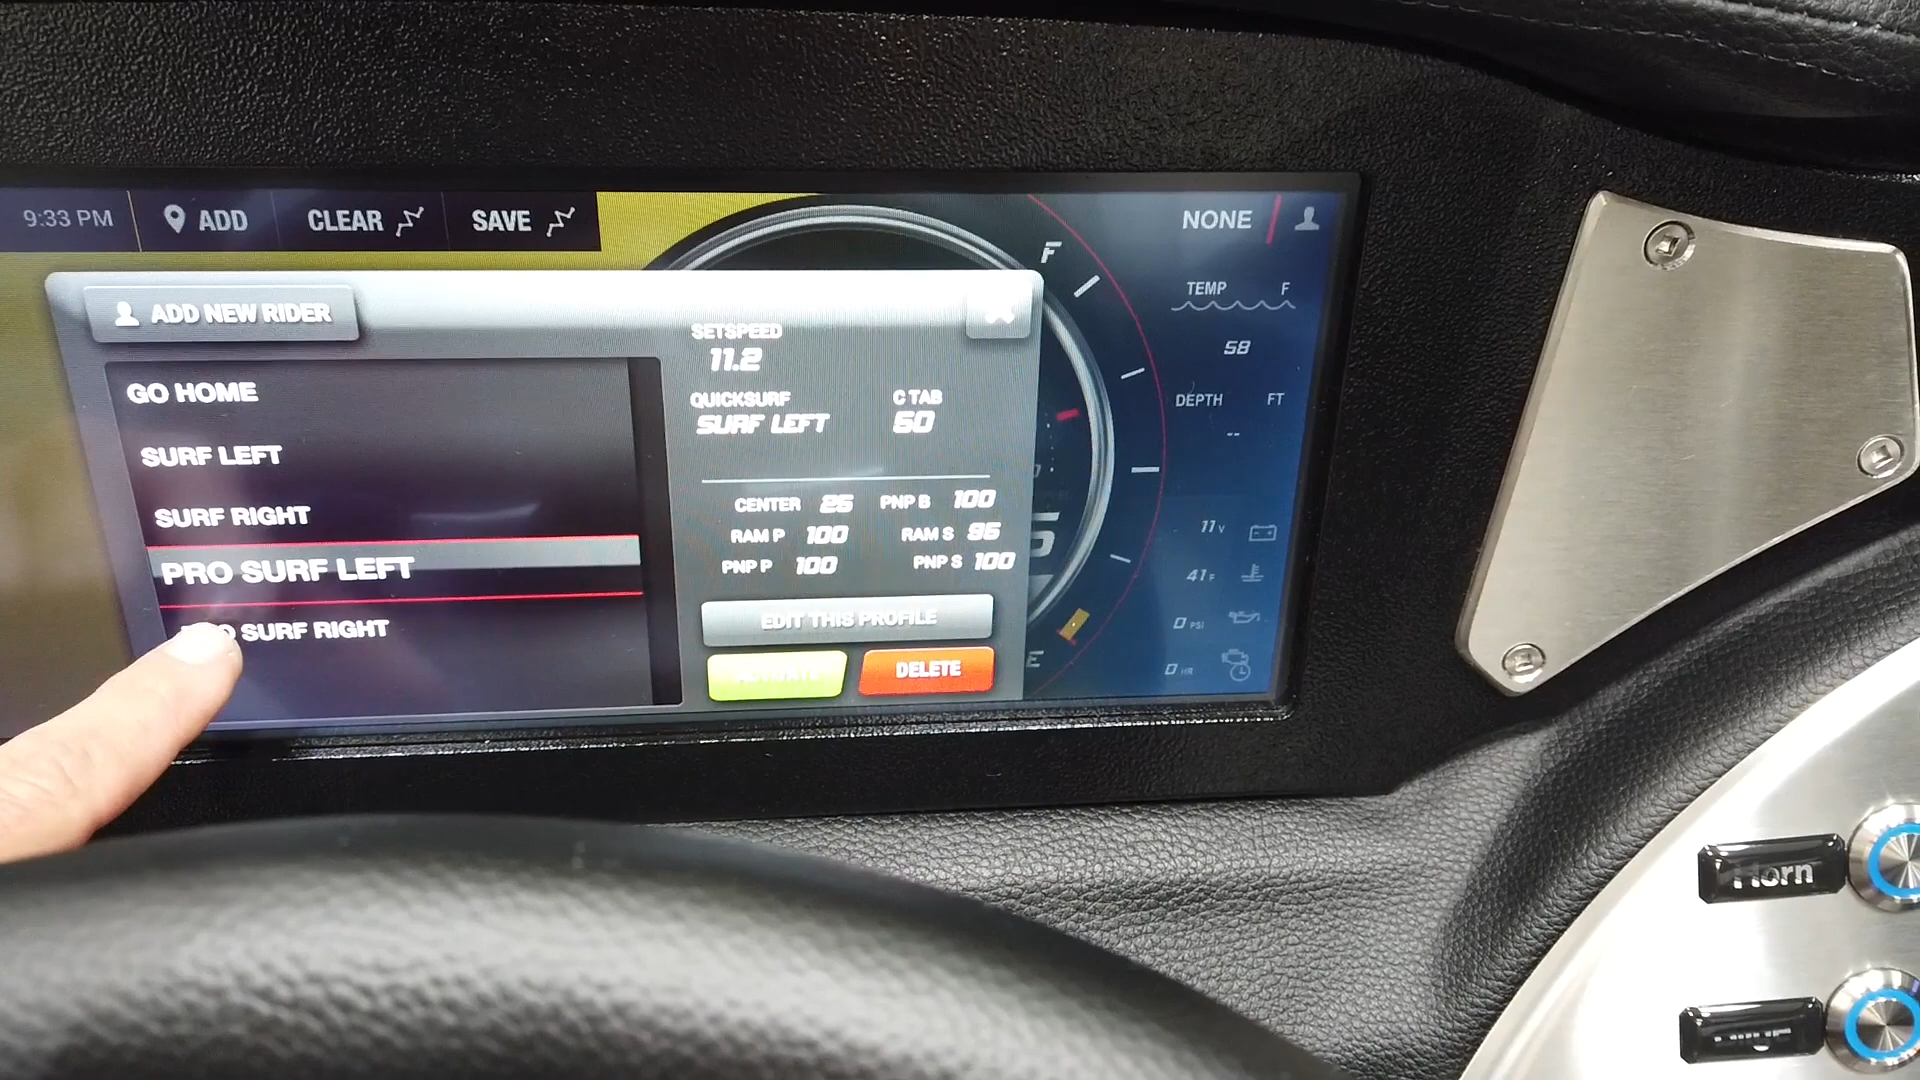 9:33 PM ADD CLEAR SAVE
NONE
F
TEMP F
58
DEPTH FT
--
11 V
41 F
0 PSI
0 HR
E
ADD NEW RIDER
GO HOME
SURF LEFT
SURF RIGHT
PRO SURF LEFT
SURF RIGHT
SETSPEED
11.2
QUICKSURF C TAB
SURF LEFT 60
CENTER 25 PNP B 100
RAM P 100 RAM S 95
PNP P 100 PNP S 100
EDIT THIS PROFILE
ACTIVATE DELETE
Horn